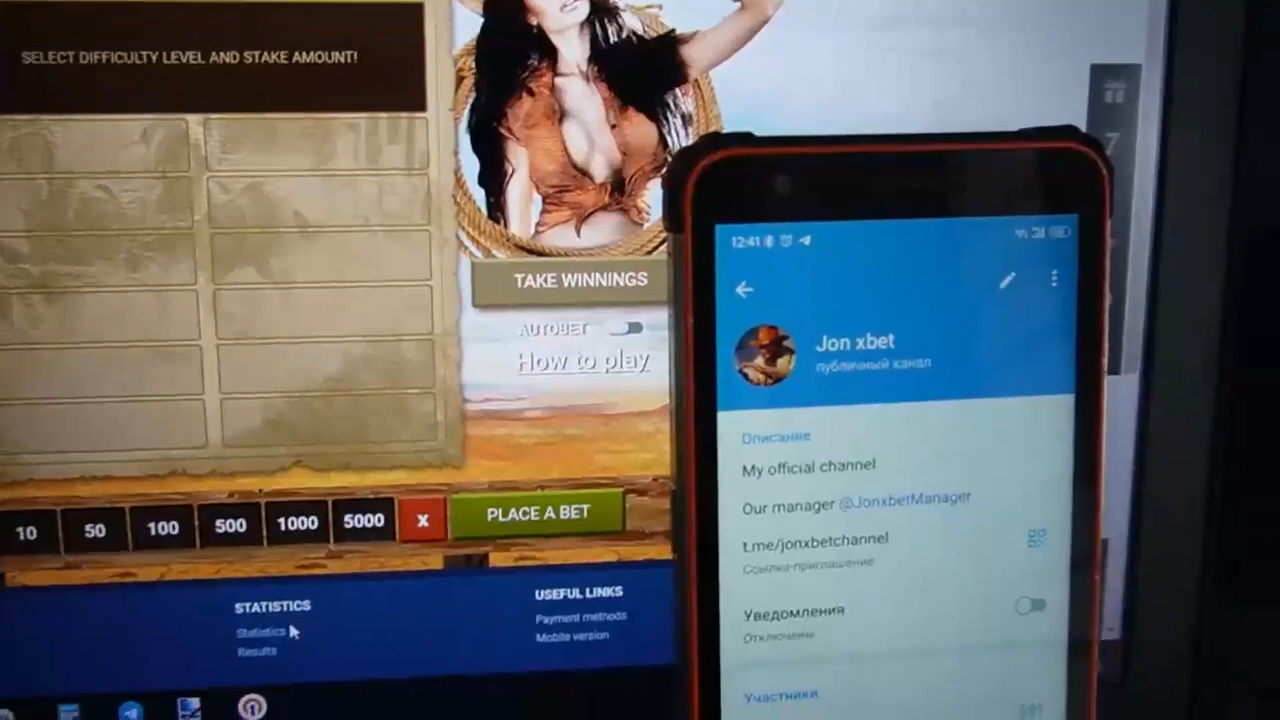 SELECT DIFFICULTY LEVEL AND STAKE AMOUNT!
TAKE WINNINGS
AUTOBET
How to play
10
50
100
500
1000
5000
X
PLACE A BET
STATISTICS
Statistics
Results
USEFUL LINKS
Payment methods
Mobile version
7
12:41
Jon xbet
публичный канал
Описание
My official channel
Our manager @JonxbetManager
t.me/jonxbetchannel
Ссылка-приглашение
Уведомления
Отключены
Участники